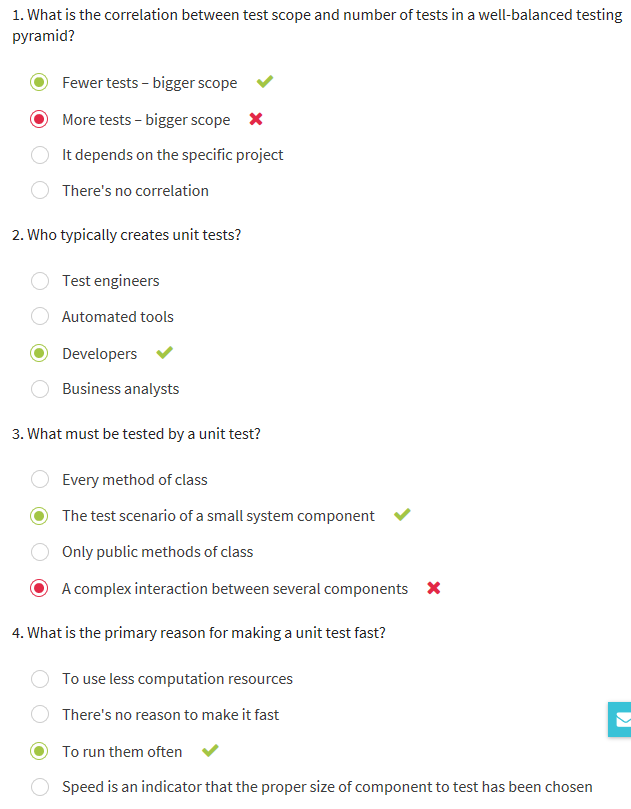 1. What is the correlation between test scope and number of tests in a well-balanced testing
pyramid?
Fewer tests – bigger scope
More tests – bigger scope
It depends on the specific project
There's no correlation
2. Who typically creates unit tests?
Test engineers
Automated tools
Developers
Business analysts
3. What must be tested by a unit test?
Every method of class
The test scenario of a small system component
Only public methods of class
A complex interaction between several components
4. What is the primary reason for making a unit test fast?
To use less computation resources
There's no reason to make it fast
To run them often
Speed is an indicator that the proper size of component to test has been chosen